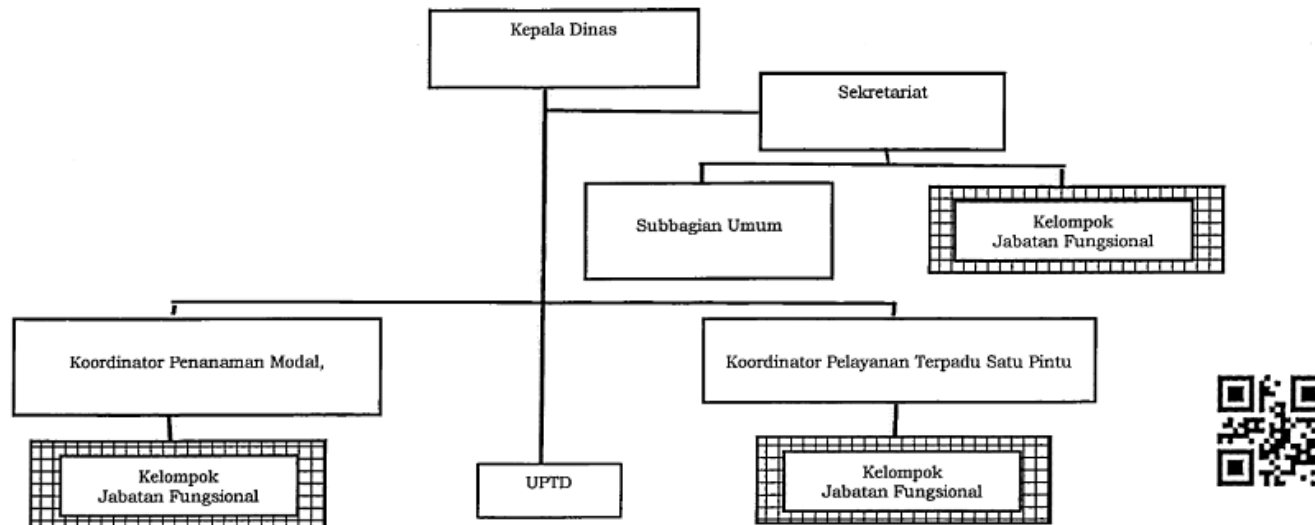 Kepala Dinas
Sekretariat
Subbagian Umum
Kelompok
Jabatan Fungsional
Koordinator Penanaman Modal,
Koordinator Pelayanan Terpadu Satu Pintu
Kelompok
Jabatan Fungsional
UPTD
Kelompok
Jabatan Fungsional